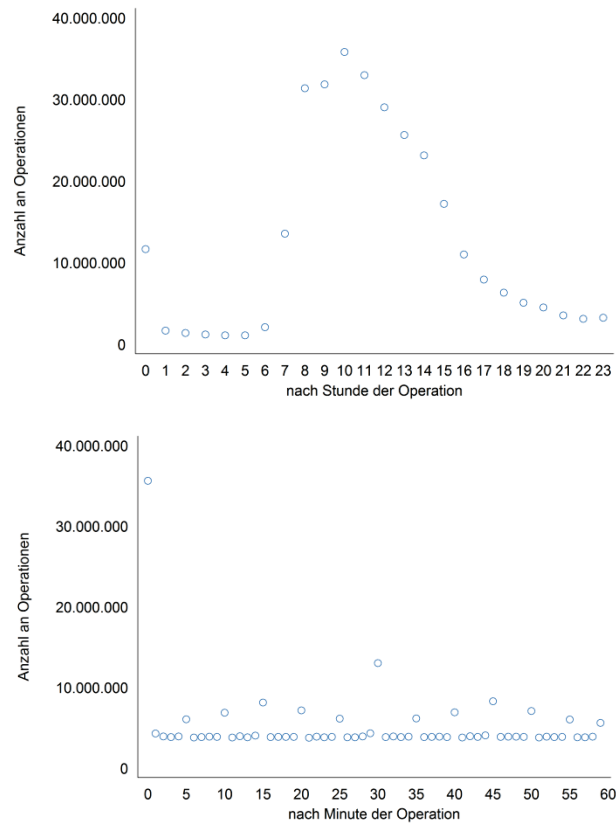 40.000.000
30.000.000
20.000.000
10.000.000
0
Anzahl an Operationen
0 1 2 3 4 5 6 7 8 9 10 11 12 13 14 15 16 17 18 19 20 21 22 23
nach Stunde der Operation
40.000.000
30.000.000
20.000.000
10.000.000
0
Anzahl an Operationen
0 5 10 15 20 25 30 35 40 45 50 55 60
nach Minute der Operation